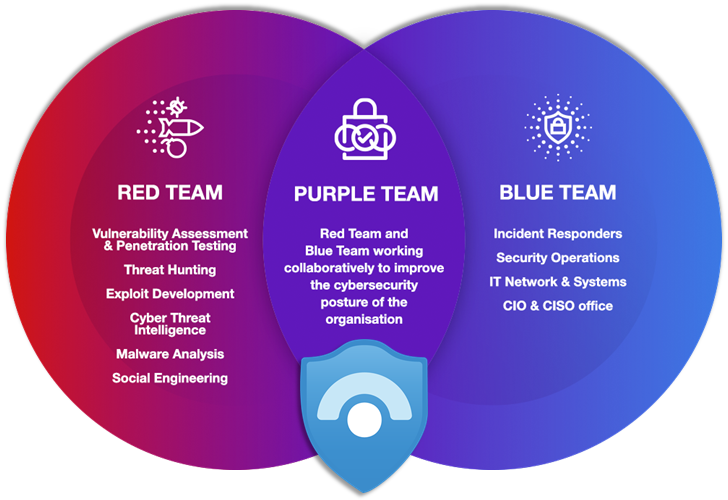 RED TEAM
Vulnerability Assessment
& Penetration Testing
Threat Hunting
Exploit Development
Cyber Threat
Intelligence
Malware Analysis
Social Engineering
PURPLE TEAM
Red Team and
Blue Team working
collaboratively to improve
the cybersecurity
posture of the
organisation
BLUE TEAM
Incident Responders
Security Operations
IT Network & Systems
CIO & CISO office